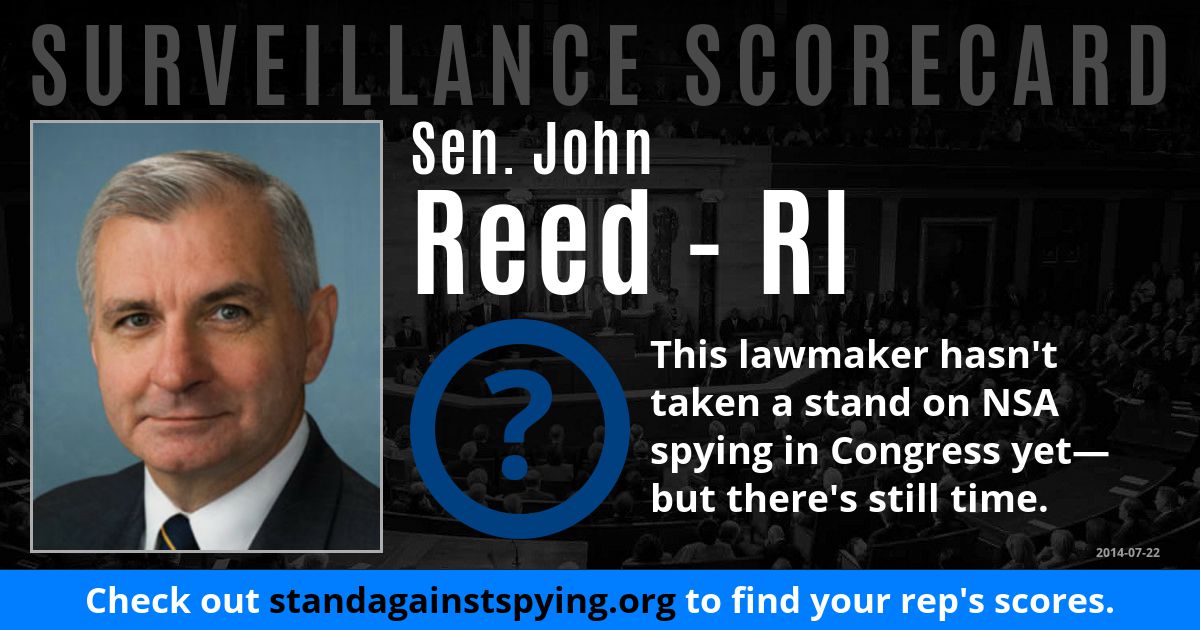 SURVEILLANCE SCORECARD
Sen. John
Reed - RI
?
This lawmaker hasn't
taken a stand on NSA
spying in Congress yet—
but there's still time.
2014-07-22
Check out standagainstspying.org to find your rep's scores.